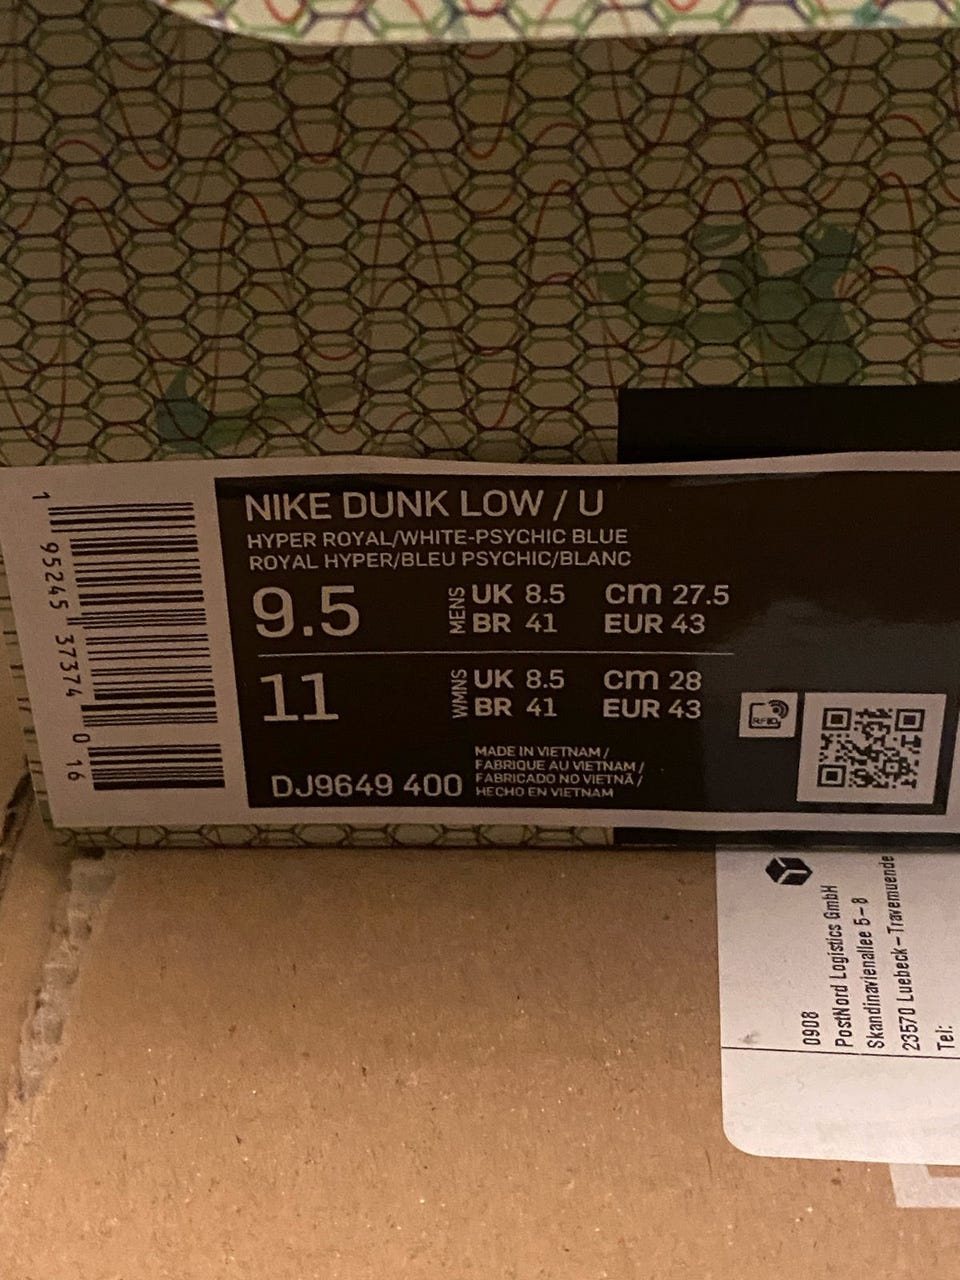 NIKE DUNK LOW / U
HYPER ROYAL/WHITE-PSYCHIC BLUE
ROYAL HYPER/BLEU PSYCHIC/BLANC
9.5 MENS UK 8.5 cm 27.5
BR 41 EUR 43
11 WMNS UK 8.5 cm 28
BR 41 EUR 43
MADE IN VIETNAM /
FABRIQUE AU VIETNAM /
FABRICADO NO VIETNÃ /
HECHO EN VIETNAM
DJ9649 400
RFID
1 95245 37374 0 16
0908
PostNord Logistics GmbH
Skandinavienallee 5-8
23570 Luebeck-Travemuende
Tel: